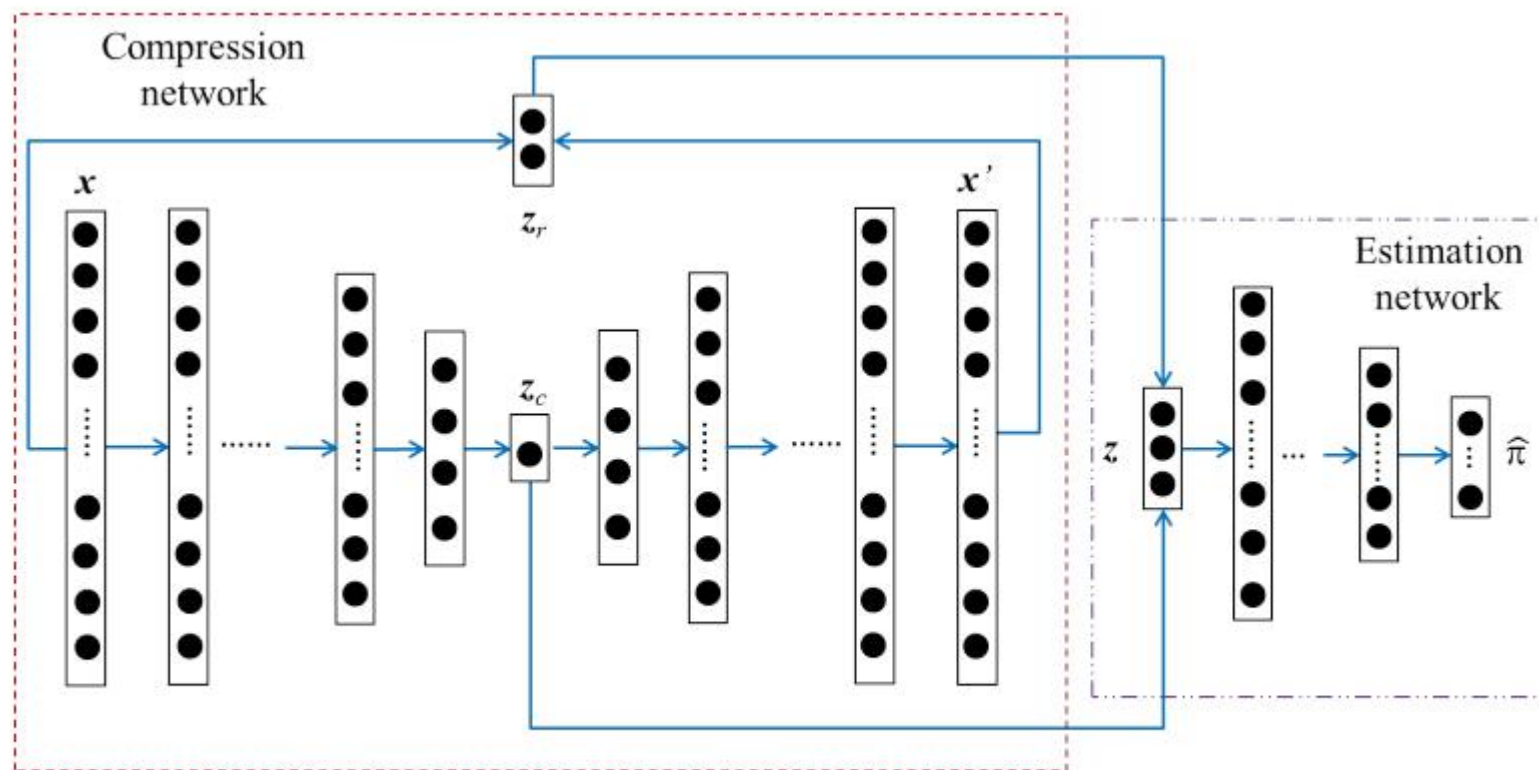 Compression
network
x
z_r
x'
z_c
Estimation
network
z
π̂